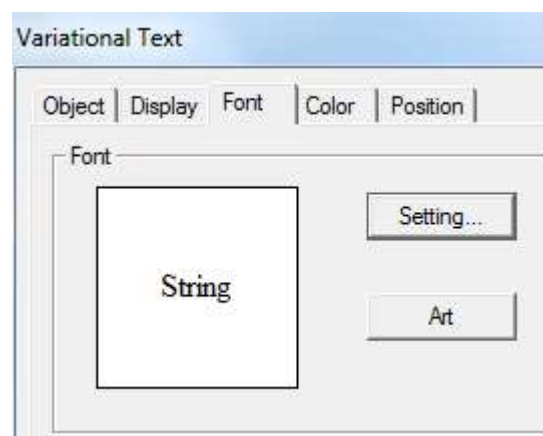 Variational Text
Object Display Font Color Position
Font
Setting...
String
Art